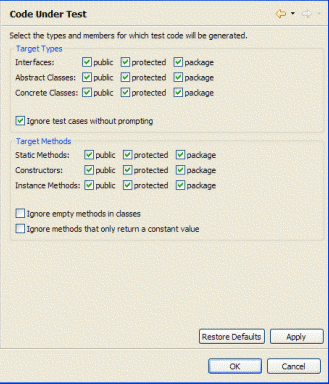 Code Under Test
Select the types and members for which test code will be generated.
Target Types
Interfaces: public protected package
Abstract Classes: public protected package
Concrete Classes: public protected package
Ignore test cases without prompting
Target Methods
Static Methods: public protected package
Constructors: public protected package
Instance Methods: public protected package
Ignore empty methods in classes
Ignore methods that only return a constant value
Restore Defaults Apply
OK Cancel